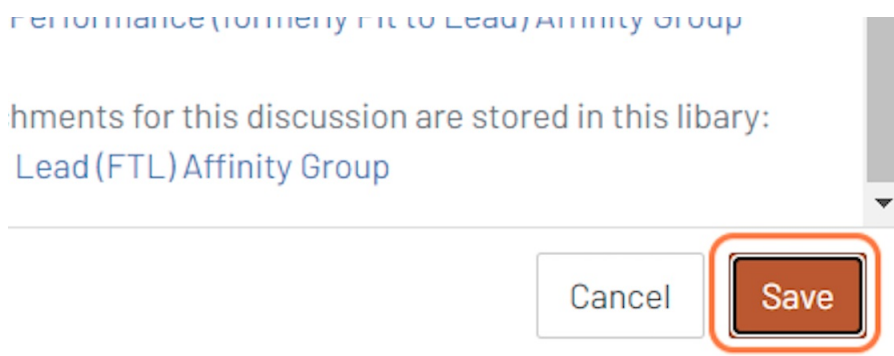 Performance (formerly Fit to Lead) Affinity Group
hments for this discussion are stored in this libary:
Lead (FTL) Affinity Group
Cancel
Save